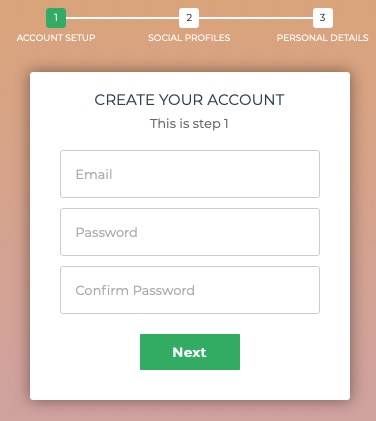 1 2 3
ACCOUNT SETUP SOCIAL PROFILES PERSONAL DETAILS
CREATE YOUR ACCOUNT
This is step 1
Email
Password
Confirm Password
Next